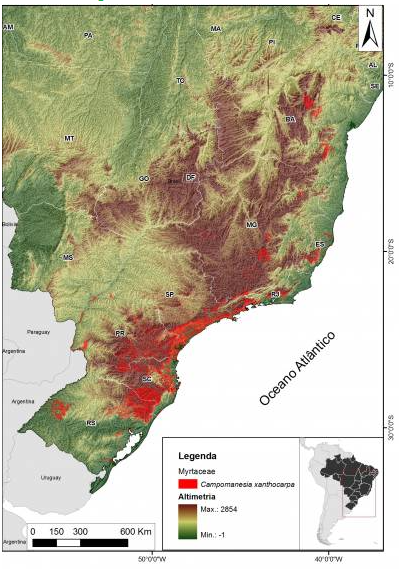 N
AM
PA
MA
CE
PI
AL
SE
TO
BA
10°0'0"S
MT
GO
DF
Bolívia
MG
ES
20°0'0"S
MS
SP
RJ
Paraguay
PR
Argentina
SC
Oceano Atlântico
Argentina
RS
30°0'0"S
Uruguay
Legenda
Myrtaceae
Campomanesia xanthocarpa
Altimetria
Max.: 2854
Min.: -1
0 150 300 600 Km
Argentina
50°0'0"W
40°0'0"W